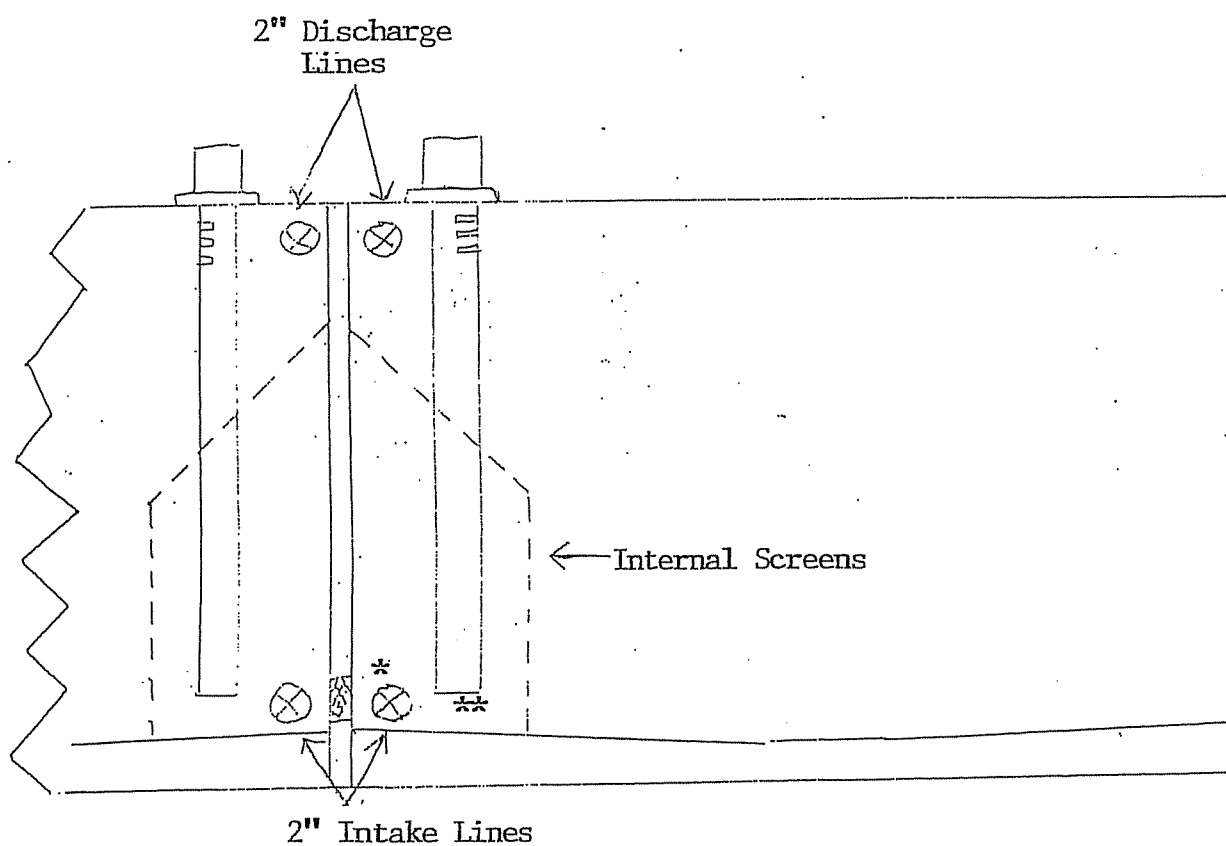 2" Discharge
Lines
Internal Screens
*
**
2" Intake Lines